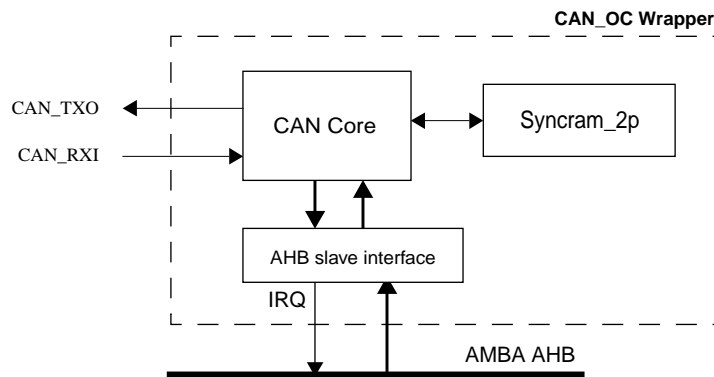 CAN_OC Wrapper
CAN_TXO
CAN_RXI
CAN Core
Syncram_2p
AHB slave interface
IRQ
AMBA AHB